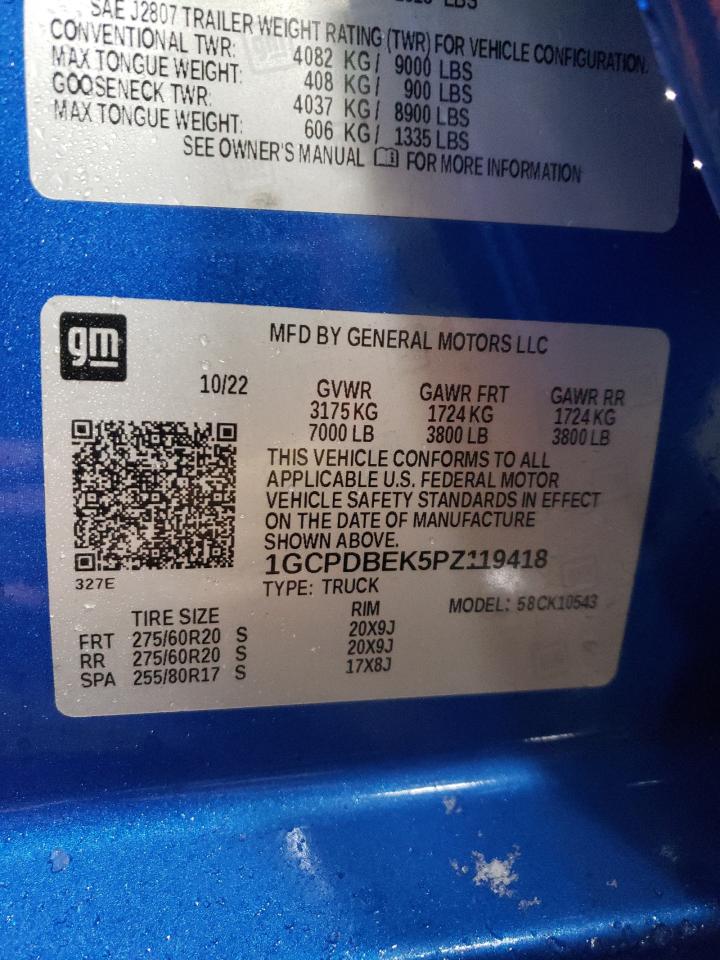 LBS
SAE J2807 TRAILER WEIGHT RATING (TWR) FOR VEHICLE CONFIGURATION.
CONVENTIONAL TWR: 4082 KG/ 9000 LBS
MAX TONGUE WEIGHT: 408 KG/ 900 LBS
GOOSENECK TWR: 4037 KG/ 8900 LBS
MAX TONGUE WEIGHT: 606 KG/ 1335 LBS
SEE OWNER'S MANUAL FOR MORE INFORMATION
gm
MFD BY GENERAL MOTORS LLC
10/22 GVWR GAWR FRT GAWR RR
3175 KG 1724 KG 1724 KG
7000 LB 3800 LB 3800 LB
THIS VEHICLE CONFORMS TO ALL
APPLICABLE U.S. FEDERAL MOTOR
VEHICLE SAFETY STANDARDS IN EFFECT
ON THE DATE OF MANUFACTURE
SHOWN ABOVE.
1GCPDBEK5PZ119418
327E
TYPE: TRUCK
MODEL: 58CK10543
TIRE SIZE RIM
FRT 275/60R20 S 20X9J
RR 275/60R20 S 20X9J
SPA 255/80R17 S 17X8J